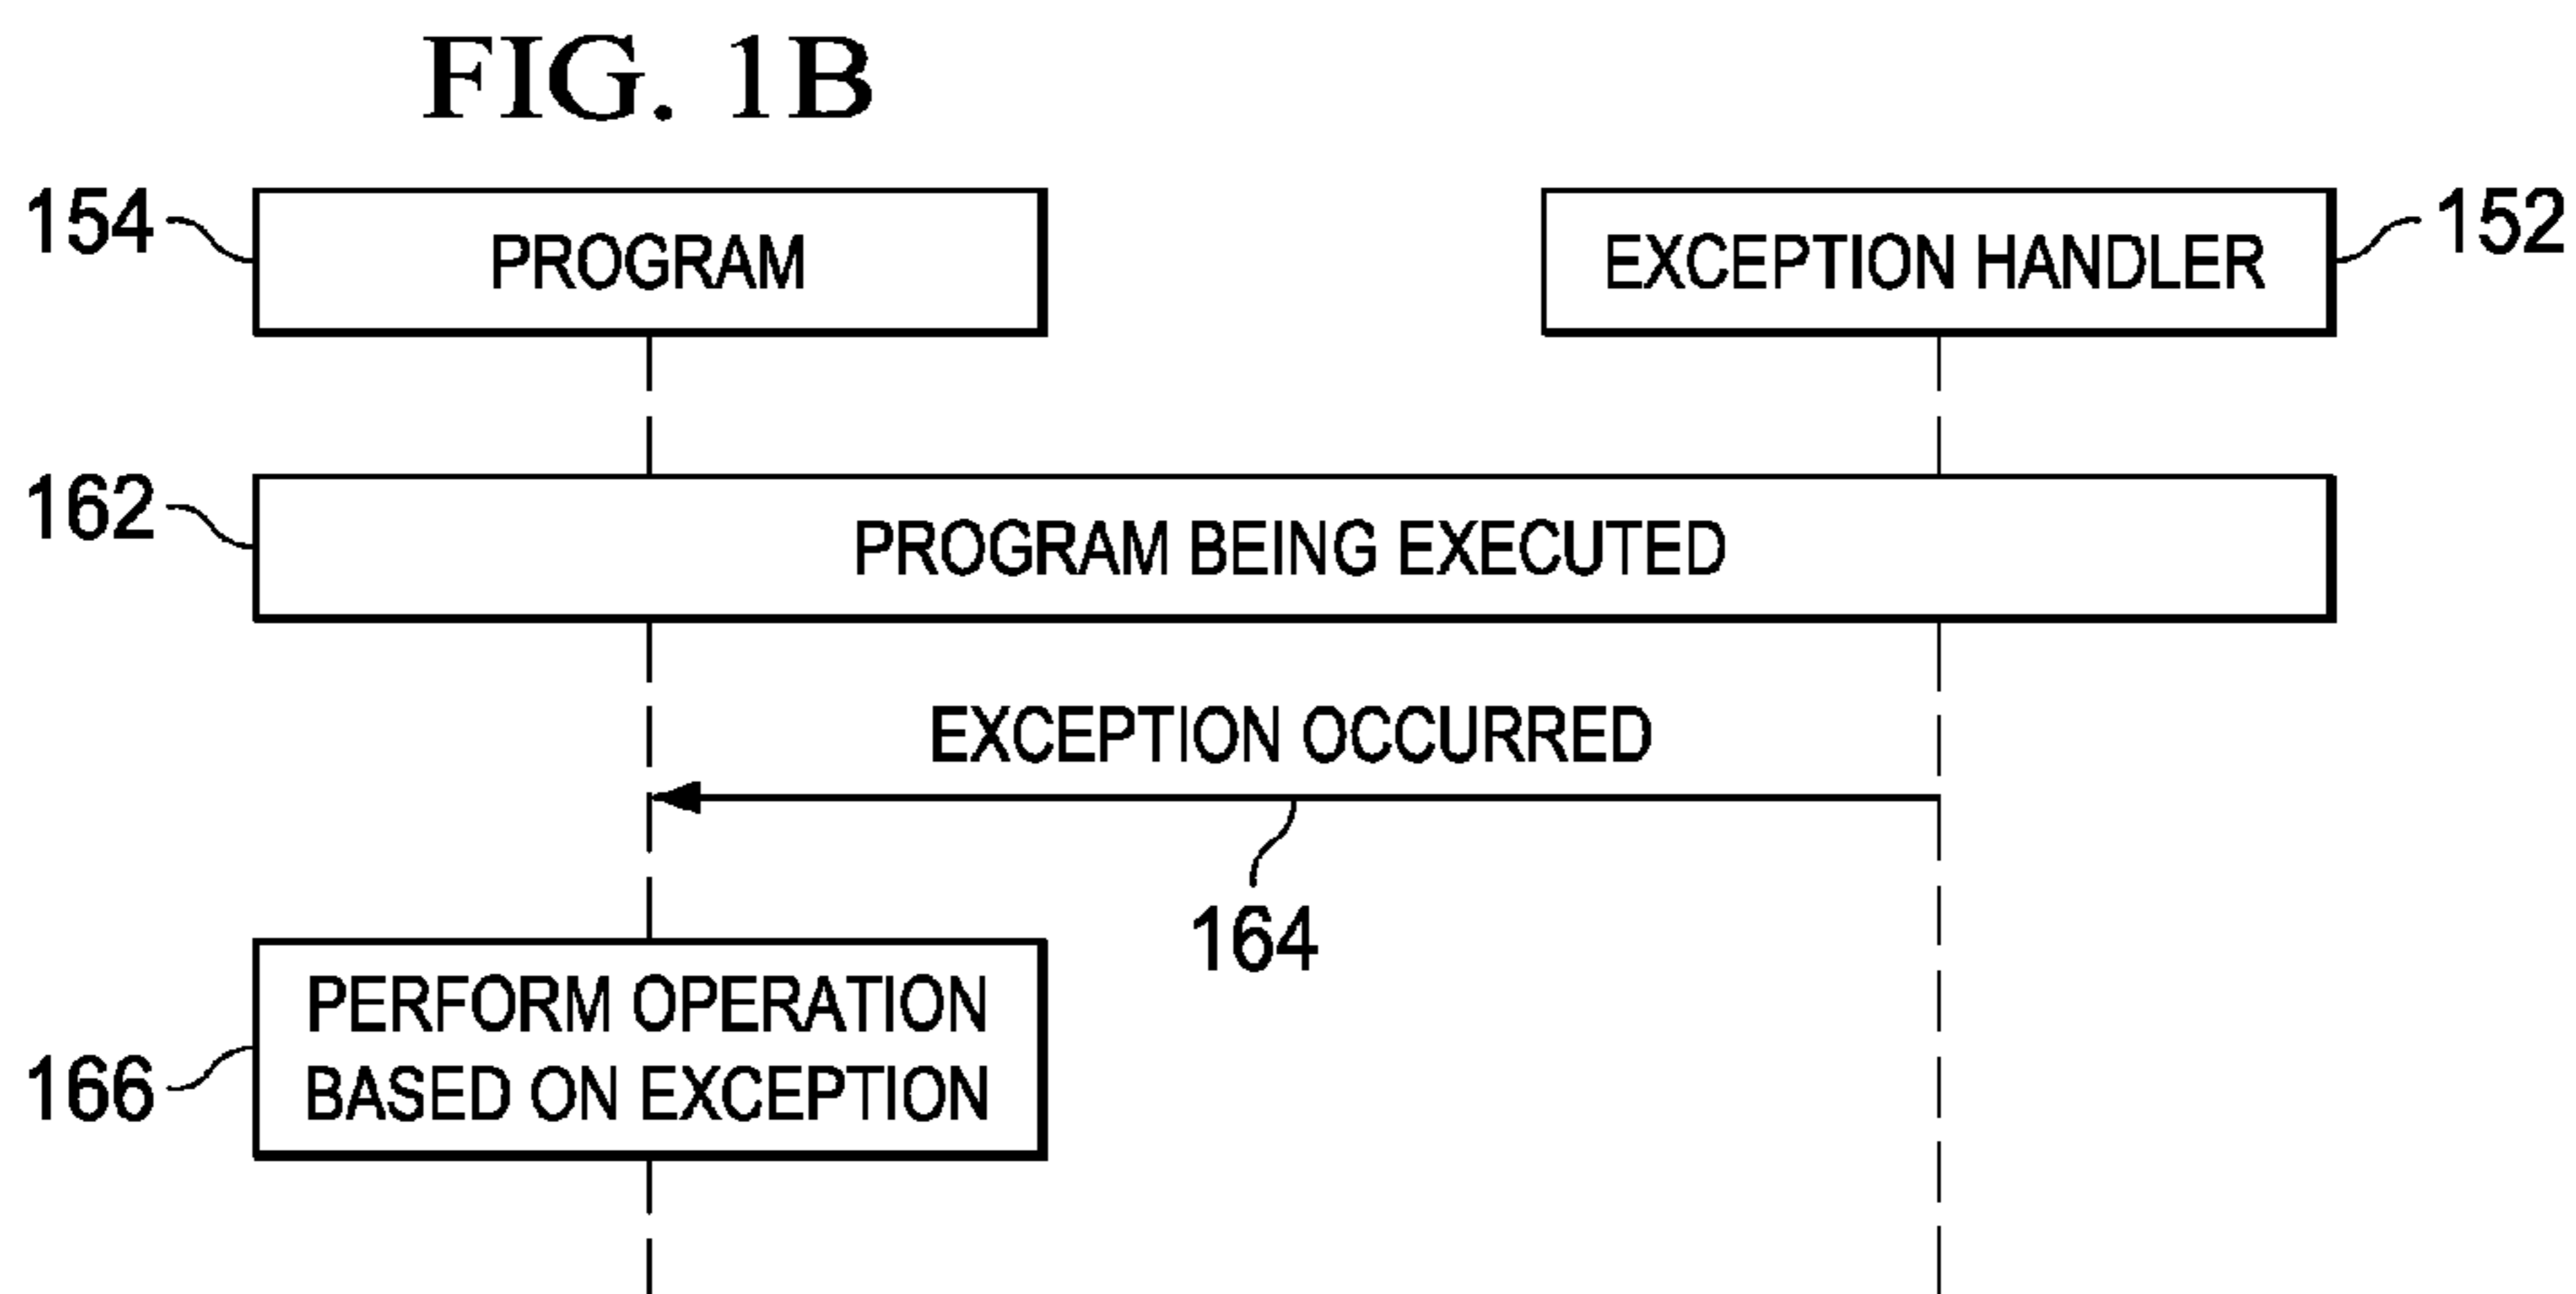 FIG. 1B
154
PROGRAM
EXCEPTION HANDLER
152
162
PROGRAM BEING EXECUTED
EXCEPTION OCCURRED
164
PERFORM OPERATION
BASED ON EXCEPTION
166